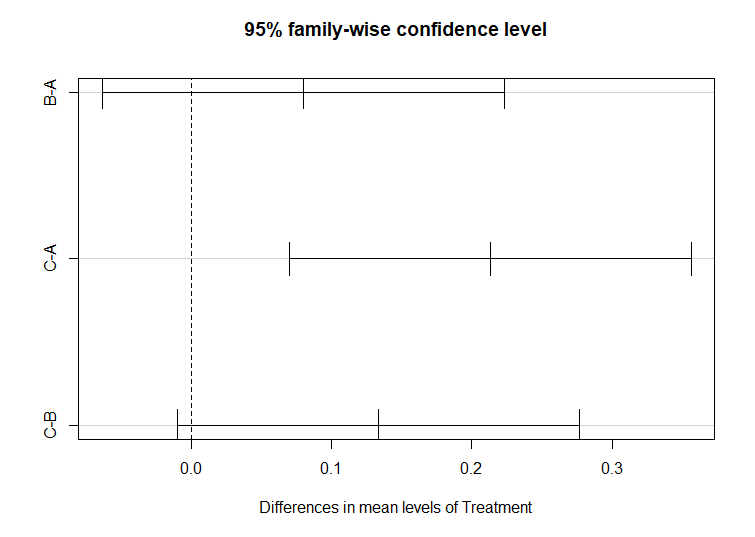 95% family-wise confidence level
B-A
C-A
C-B
0.0 0.1 0.2 0.3
Differences in mean levels of Treatment